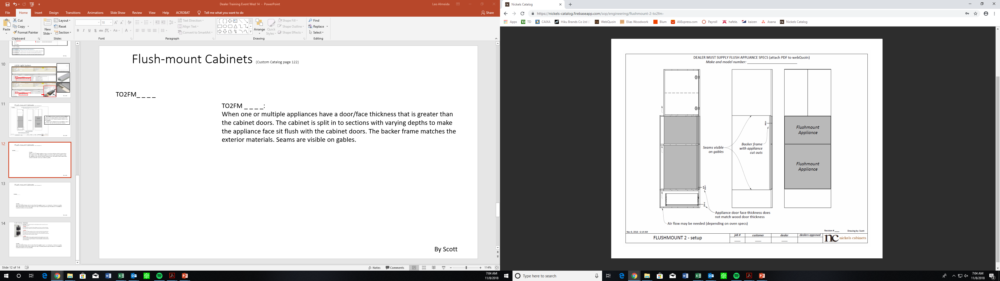 Dealer Training Event Wed 14 - PowerPoint
Leo Almeida
File Home Insert Design Transitions Animations Slide Show Review View Help ACROBAT Tell me what you want to do Share
Paste
Cut
Copy
Format Painter
Clipboard
New Slide
Layout
Reset
Section
Slides
18
Font
Text Direction
Align Text
Convert to SmartArt
Paragraph
Arrange
Quick Styles
Shape Fill
Shape Outline
Shape Effects
Drawing
Find
Replace
Select
Editing
10
LOOX Light System
11
Flush-mount Cabinets
12
Flush-mount Cabinets
13
Flush-mount Cabinets
14
Flush-mount Cabinets (Custom Catalog page 122)
TO2FM_ _ _ _
TO2FM _ _ _ _:
When one or multiple appliances have a door/face thickness that is greater than
the cabinet doors. The cabinet is split in to sections with varying depths to make
the appliance face sit flush with the cabinet doors. The backer frame matches the
exterior materials. Seams are visible on gables.
By Scott
Slide 12 of 14
Notes Comments 114%
7:04 AM
11/8/2018
Nickels Catalog
https://nickels-catalog.firebaseapp.com/sop/engineering/flushmount-2-to2fm-
Apps TD CAIXA Hiku Brands Co Ltd WebQuoin Elias Woodwork Blum AliExpress.com Payroll hafele. kaizen Asana Nickels Catalog
DEALER MUST SUPPLY FLUSH APPLIANCE SPECS (attach PDF to webQuoin)
Make and model number:
3/4
Flushmount
Appliance
Seams visible
on gables
Backer frame
with appliance
cut outs
Flushmount
Appliance
1 1/8
7/8
Appliance door face thickness does
not match wood door thickness
Air flow may be needed (depending on oven specs)
Nov 8, 2018 - 6:14 AM
Revision #
Drawing by: Scott
FLUSHMOUNT 2 - setup
job # customer dealer dealers approval
nc nickels cabinets
Type here to search
7:04 AM
11/8/2018